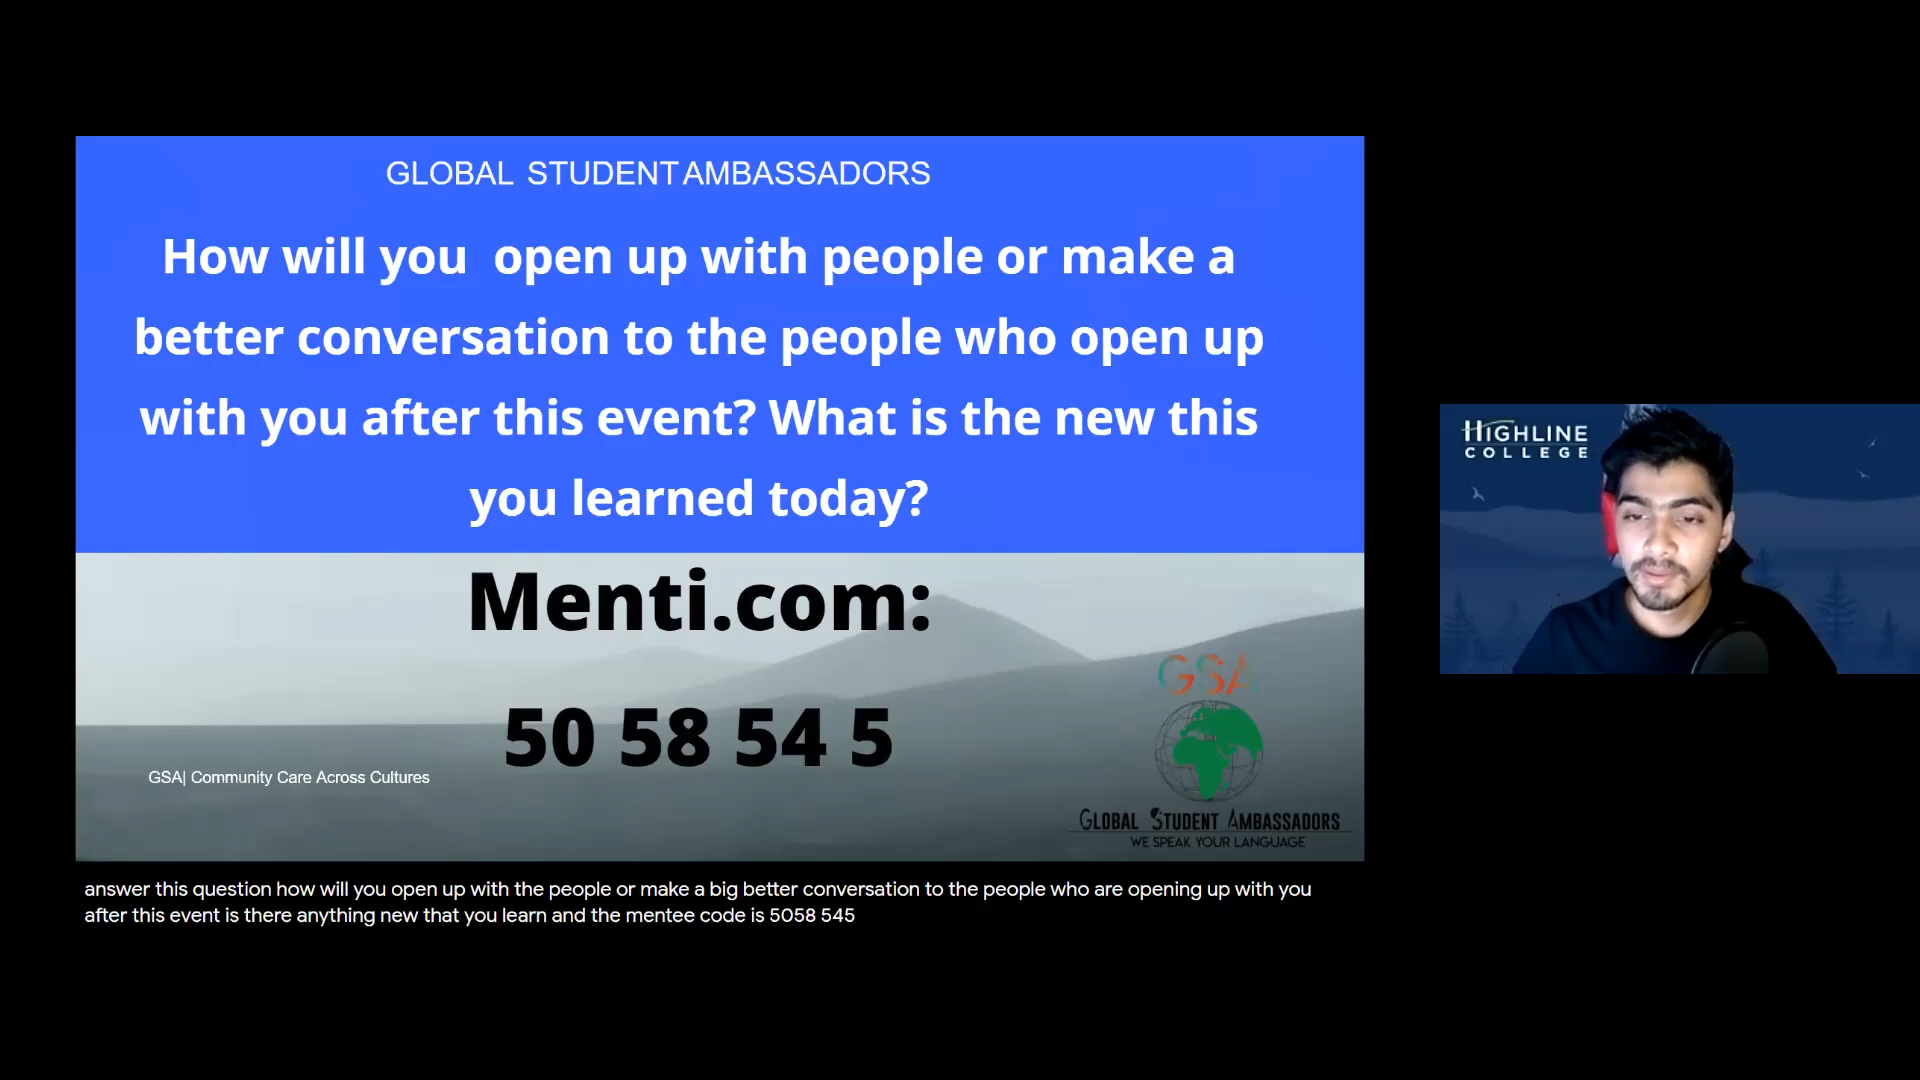 GLOBAL STUDENT AMBASSADORS
How will you open up with people or make a
better conversation to the people who open up
with you after this event? What is the new this
you learned today?
Menti.com:
50 58 54 5
GSA| Community Care Across Cultures
GSA
GLOBAL STUDENT AMBASSADORS
WE SPEAK YOUR LANGUAGE
HIGHLINE
COLLEGE
answer this question how will you open up with the people or make a big better conversation to the people who are opening up with you
after this event is there anything new that you learn and the mentee code is 5058 545